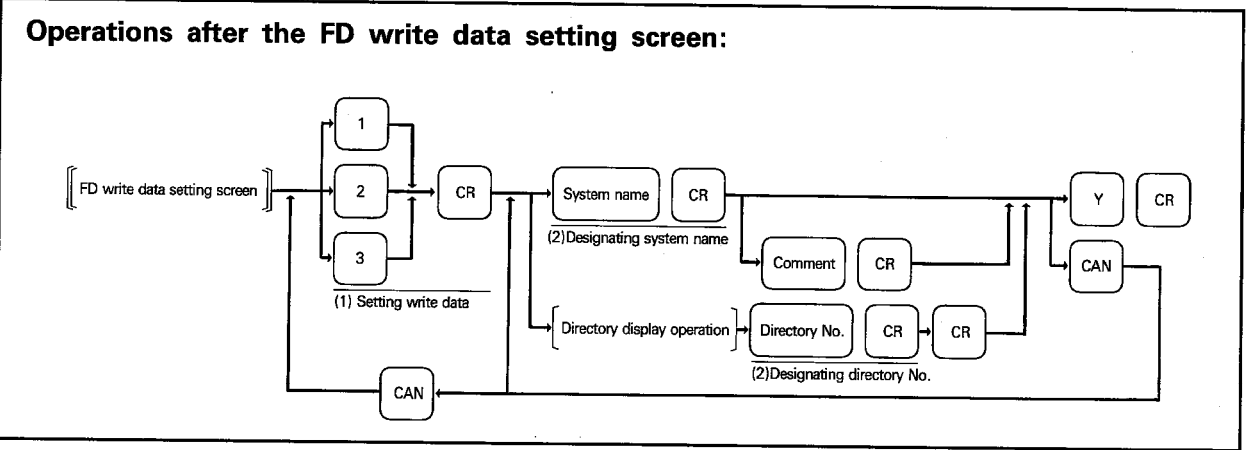 Operations after the FD write data setting screen:
1
FD write data setting screen
2
CR
System name
CR
Y
CR
(2)Designating system name
3
Comment
CR
CAN
(1) Setting write data
Directory display operation
Directory No.
CR
CR
(2)Designating directory No.
CAN